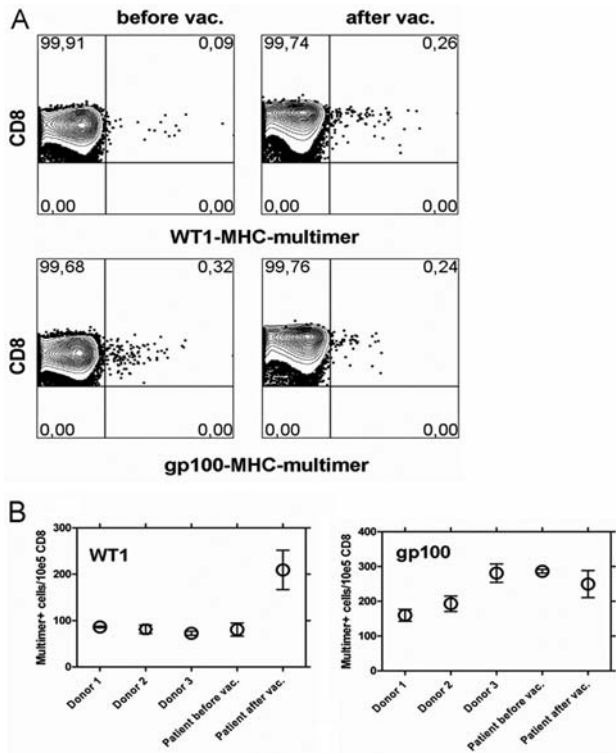 A
before vac. after vac.
99,91 0,09 99,74 0,26
CD8
0,00 0,00 0,00 0,00
WT1-MHC-multimer
99,68 0,32 99,76 0,24
CD8
0,00 0,00 0,00 0,00
gp100-MHC-multimer
B
Multimer+ cells/10e5 CD8
300
200
100
0
WT1
Donor 1
Donor 2
Donor 3
Patient before vac.
Patient after vac.
Multimer+ cells/10e5 CD8
400
300
200
100
0
gp100
Donor 1
Donor 2
Donor 3
Patient before vac.
Patient after vac.